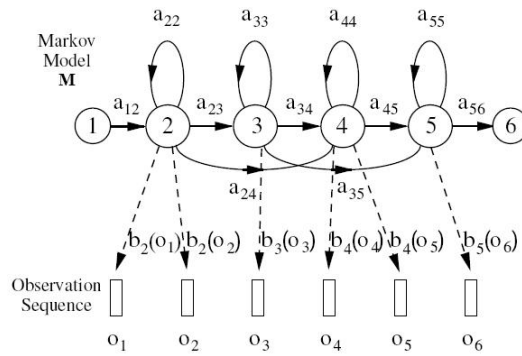 a₂₂ a₃₃ a₄₄ a₅₅
Markov
Model
M
a₁₂ a₂₃ a₃₄ a₄₅ a₅₆
1 2 3 4 5 6
a₂₄ a₃₅
b₂(o₁) b₂(o₂) b₃(o₃) b₄(o₄) b₄(o₅) b₅(o₆)
Observation
Sequence
o₁ o₂ o₃ o₄ o₅ o₆